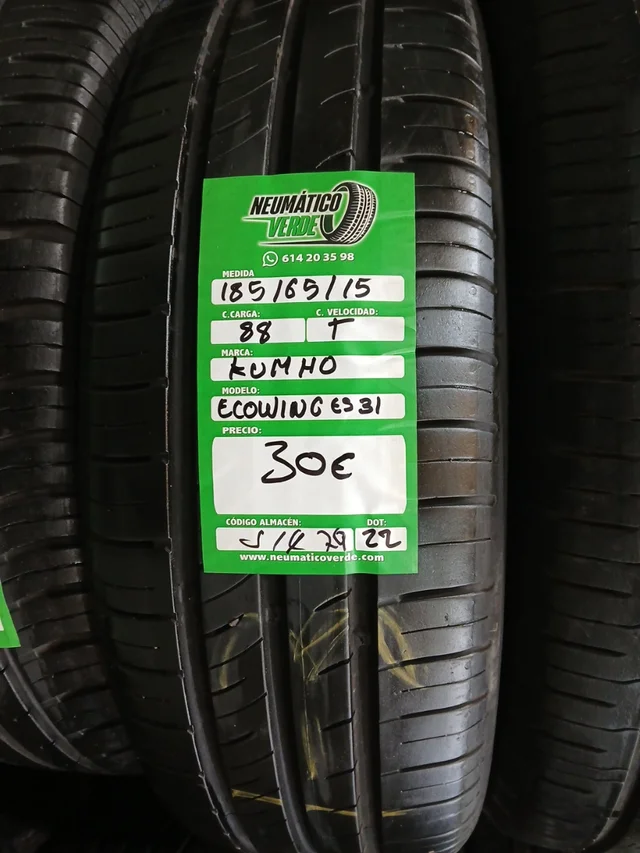 NEUMÁTICO
VERDE
614 20 35 98
MEDIDA
185/65/15
C.CARGA: C. VELOCIDAD:
88 T
MARCA:
KUMHO
MODELO:
ECOWING ES31
PRECIO:
30€
CÓDIGO ALMACÉN: DOT:
22
www.neumaticoverde.com